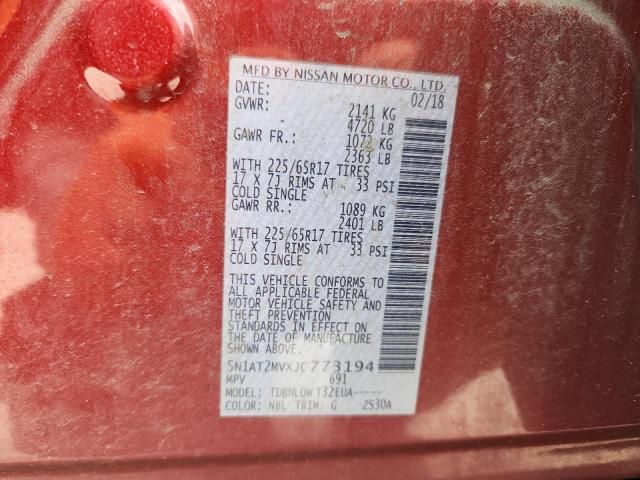 MFD BY NISSAN MOTOR CO., LTD.
DATE: 02/18
GVWR: 2141 KG
4720 LB
GAWR FR.: 1072 KG
2363 LB
WITH 225/65R17 TIRES
17 X 7J RIMS AT 33 PSI
COLD SINGLE
GAWR RR.: 1089 KG
2401 LB
WITH 225/65R17 TIRES
17 X 7J RIMS AT 33 PSI
COLD SINGLE
THIS VEHICLE CONFORMS TO
ALL APPLICABLE FEDERAL
MOTOR VEHICLE SAFETY AND
THEFT PREVENTION
STANDARDS IN EFFECT ON
THE DATE OF MANUFACTURE
SHOWN ABOVE.
5N1AT2MVXJC773194
MPV 691
MODEL: TDBNLQWT32EUA-----
COLOR: NBL TRIM: G ZS30A